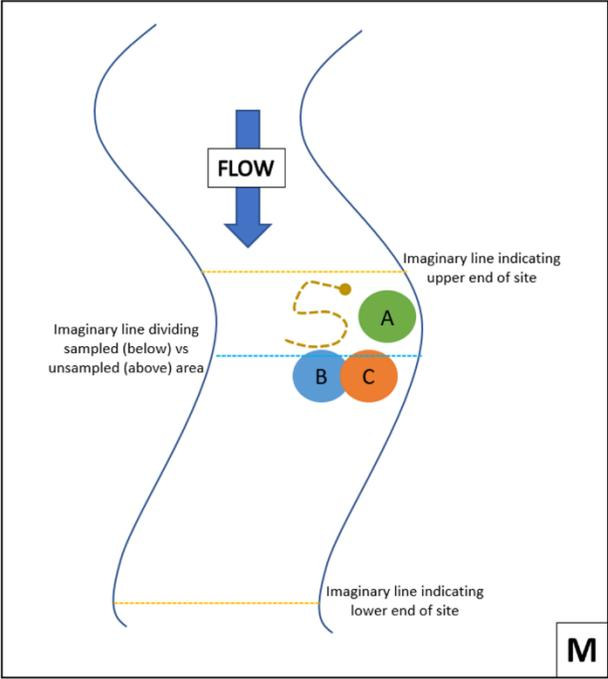 FLOW
Imaginary line indicating
upper end of site
A
Imaginary line dividing
sampled (below) vs
unsampled (above) area
B
C
Imaginary line indicating
lower end of site
M